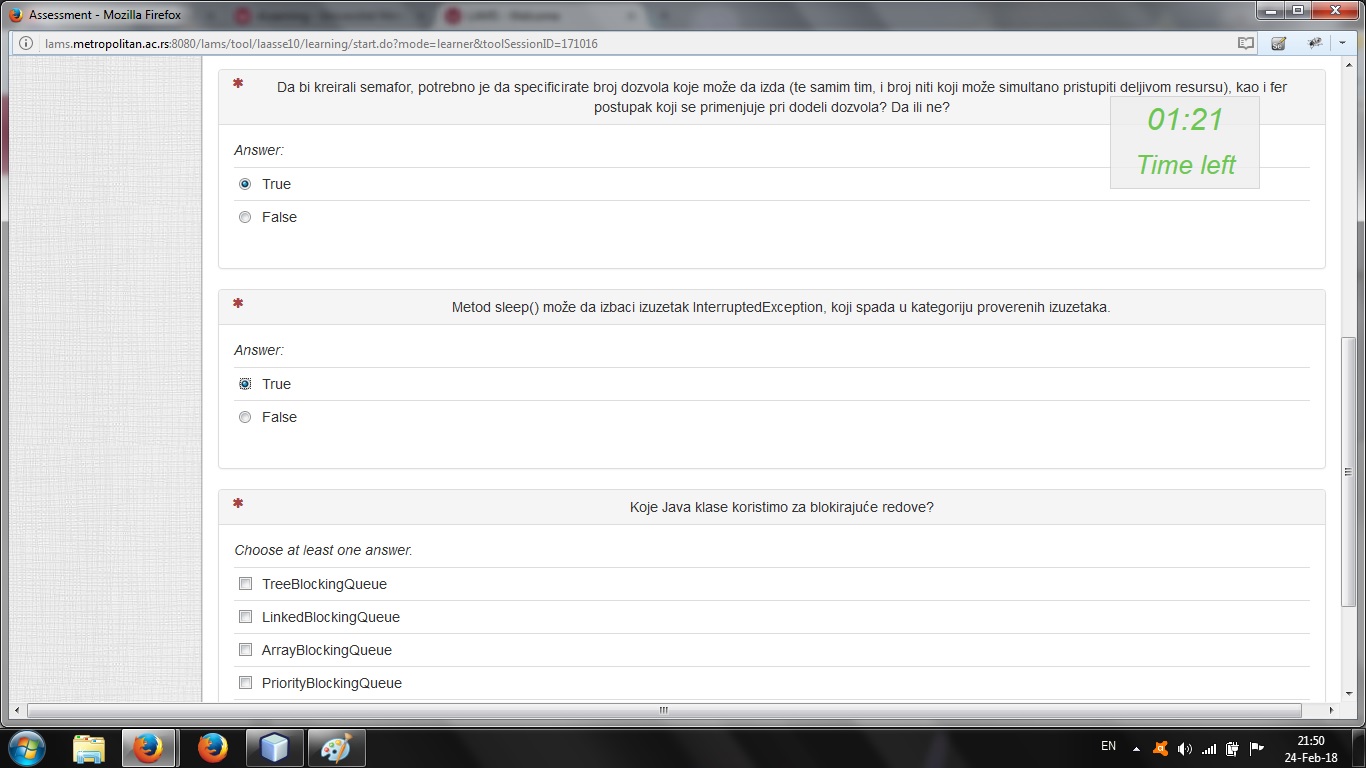 Assessment - Mozilla Firefox
lams.metropolitan.ac.rs:8080/lams/tool/laasse10/learning/start.do?mode=learner&toolSessionID=171016
Da bi kreirali semafor, potrebno je da specificirate broj dozvola koje može da izda (te samim tim, i broj niti koji može simultano pristupiti deljivom resursu), kao i fer
postupak koji se primenjuje pri dodeli dozvola? Da ili ne?
01:21
Time left
Answer:
True
False
Metod sleep() može da izbaci izuzetak InterruptedException, koji spada u kategoriju proverenih izuzetaka.
Answer:
True
False
Koje Java klase koristimo za blokirajuće redove?
Choose at least one answer.
TreeBlockingQueue
LinkedBlockingQueue
ArrayBlockingQueue
PriorityBlockingQueue
EN
21:50
24-Feb-18